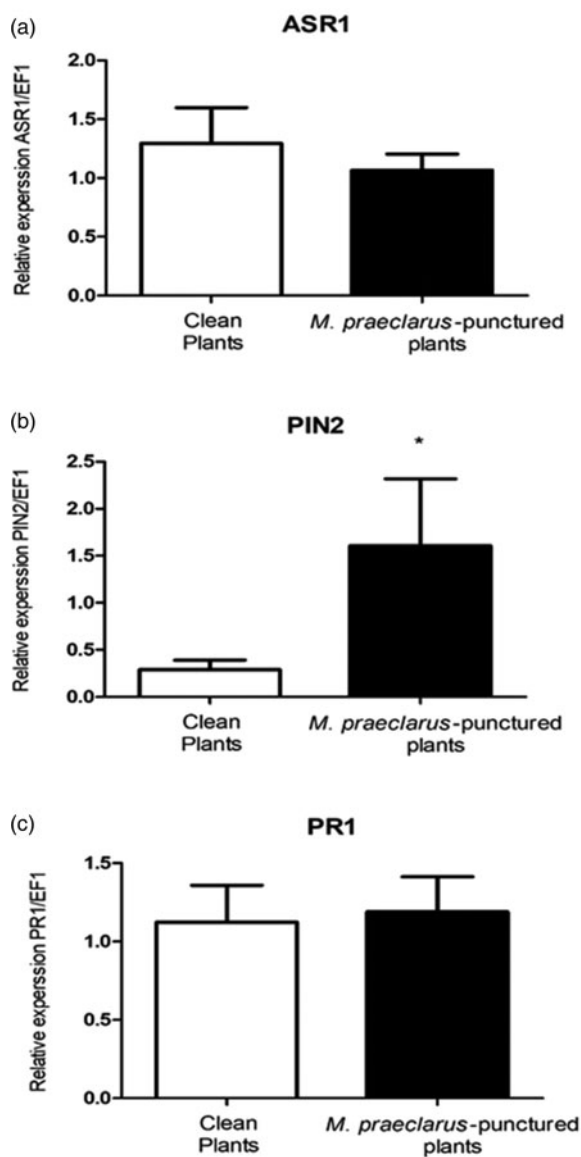 (a)
ASR1
Relative experssion ASR1/EF1
2.0
1.5
1.0
0.5
0.0
Clean
Plants
M. praeclarus-punctured
plants
(b)
PIN2
*
Relative experssion PIN2/EF1
2.5
2.0
1.5
1.0
0.5
0.0
Clean
Plants
M. praeclarus-punctured
plants
(c)
PR1
Relative experssion PR1/EF1
1.5
1.0
0.5
0.0
Clean
Plants
M. praeclarus-punctured
plants